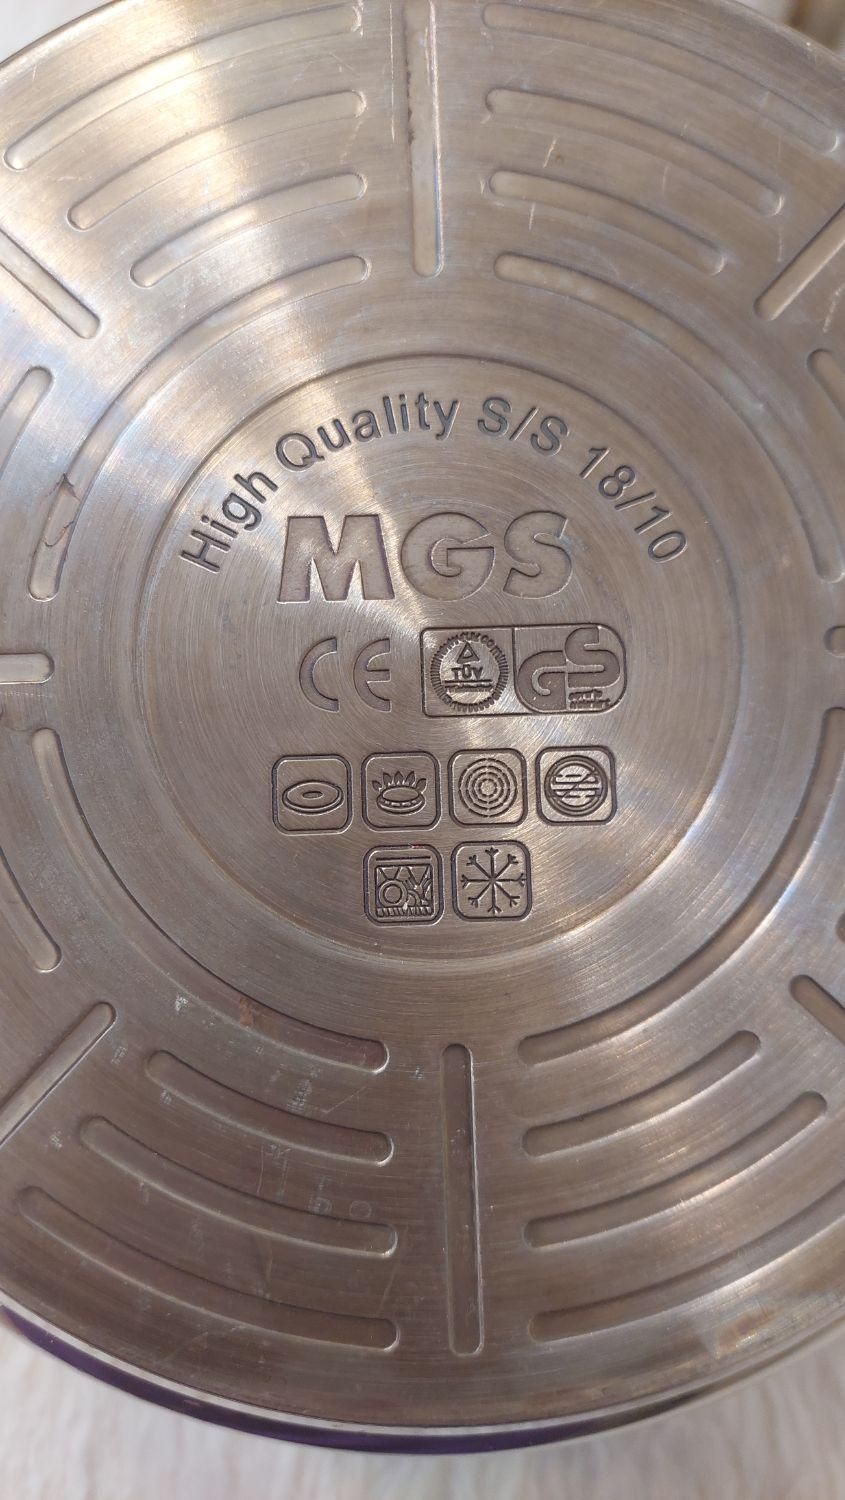 High Quality S/S 18/10
MGS
CE
TÜV
GS